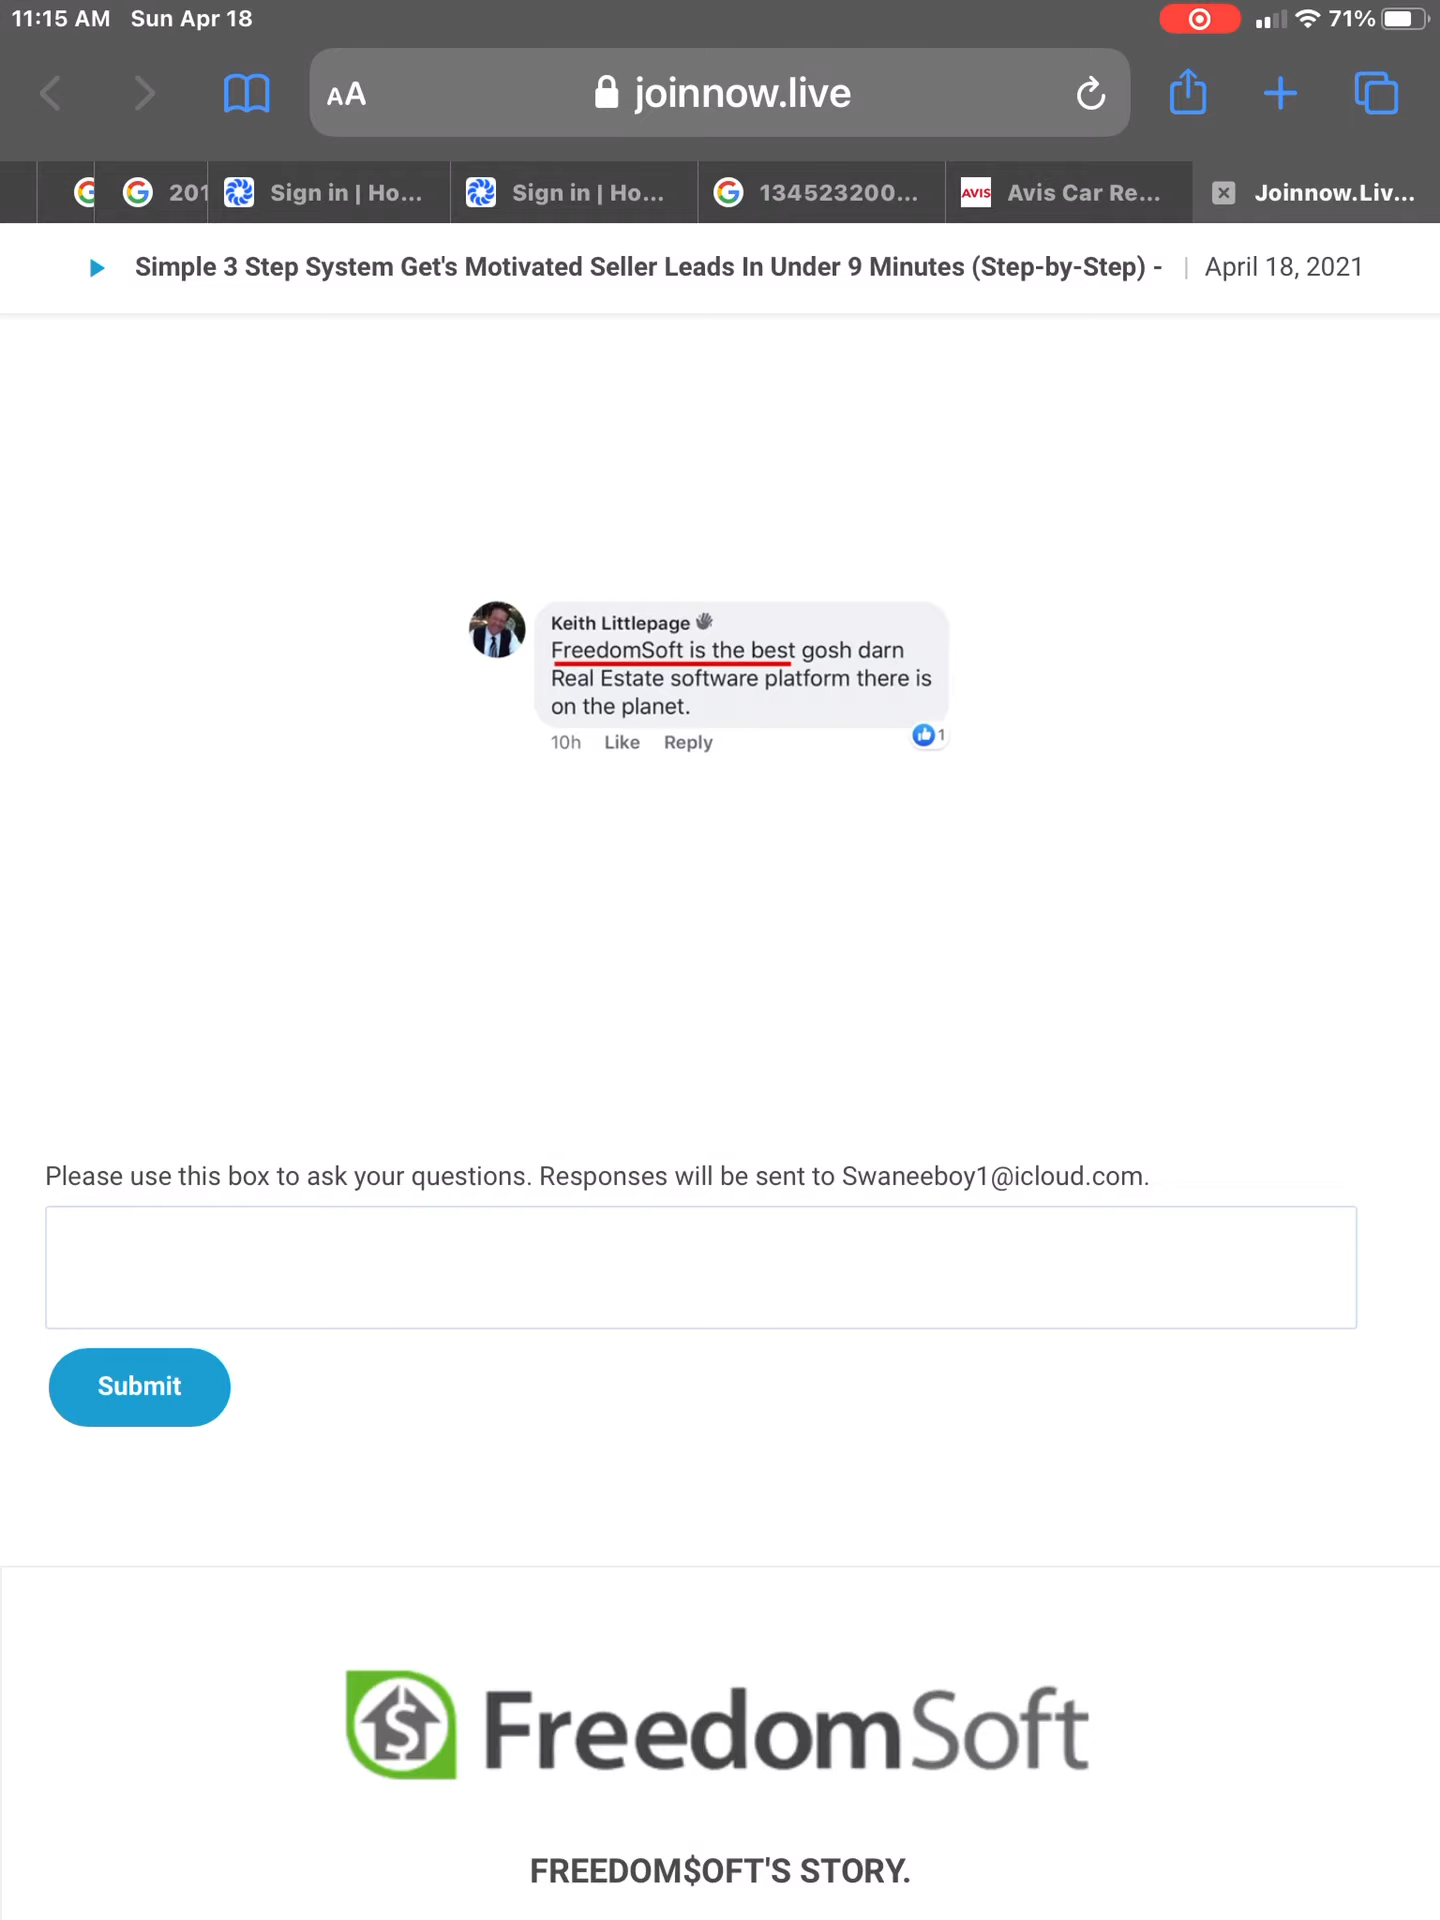 11:15 AM Sun Apr 18 71%
AA joinnow.live
201 Sign in | Ho... Sign in | Ho... 134523200... AVIS Avis Car Re... Joinnow.Liv...
Simple 3 Step System Get's Motivated Seller Leads In Under 9 Minutes (Step-by-Step) - | April 18, 2021
Keith Littlepage
FreedomSoft is the best gosh darn
Real Estate software platform there is
on the planet.
10h Like Reply 1
Please use this box to ask your questions. Responses will be sent to Swaneeboy1@icloud.com.
Submit
FreedomSoft
FREEDOM$OFT'S STORY.